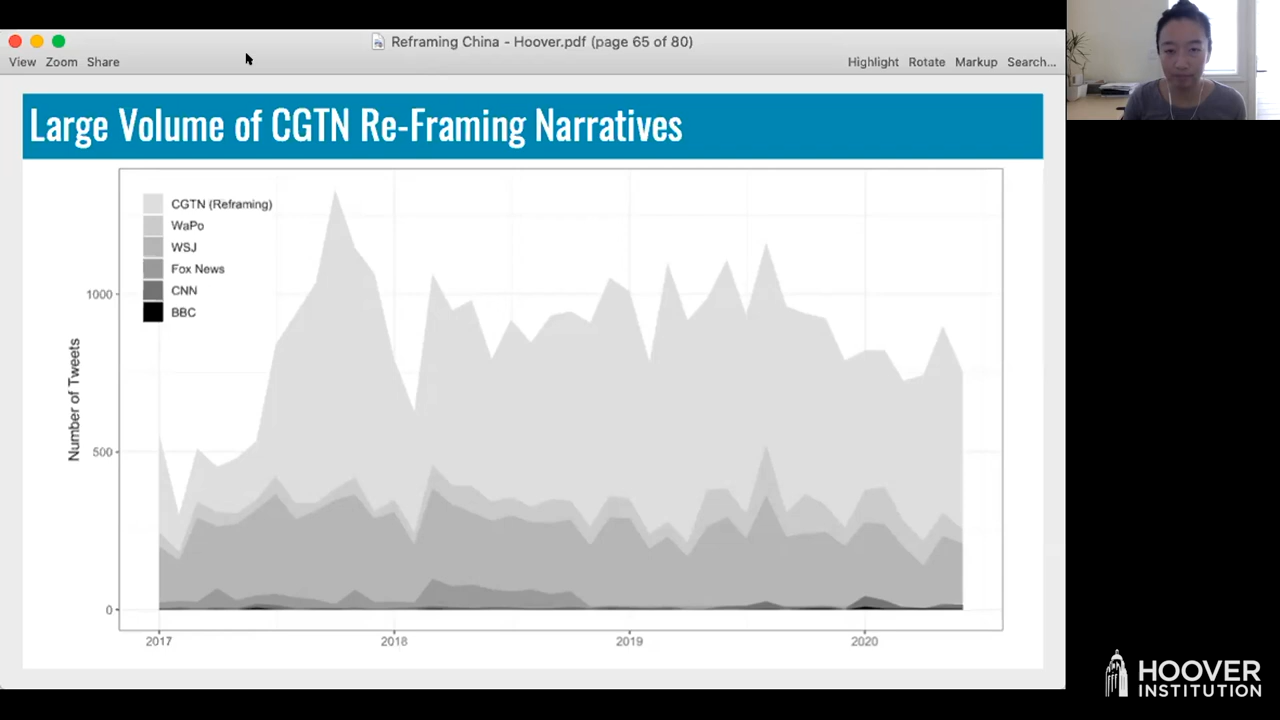 Reframing China - Hoover.pdf (page 65 of 80)
View Zoom Share Highlight Rotate Markup Search...
Large Volume of CGTN Re-Framing Narratives
CGTN (Reframing)
WaPo
WSJ
Fox News
CNN
BBC
Number of Tweets
1000
500
0
2017 2018 2019 2020
HOOVER
INSTITUTION